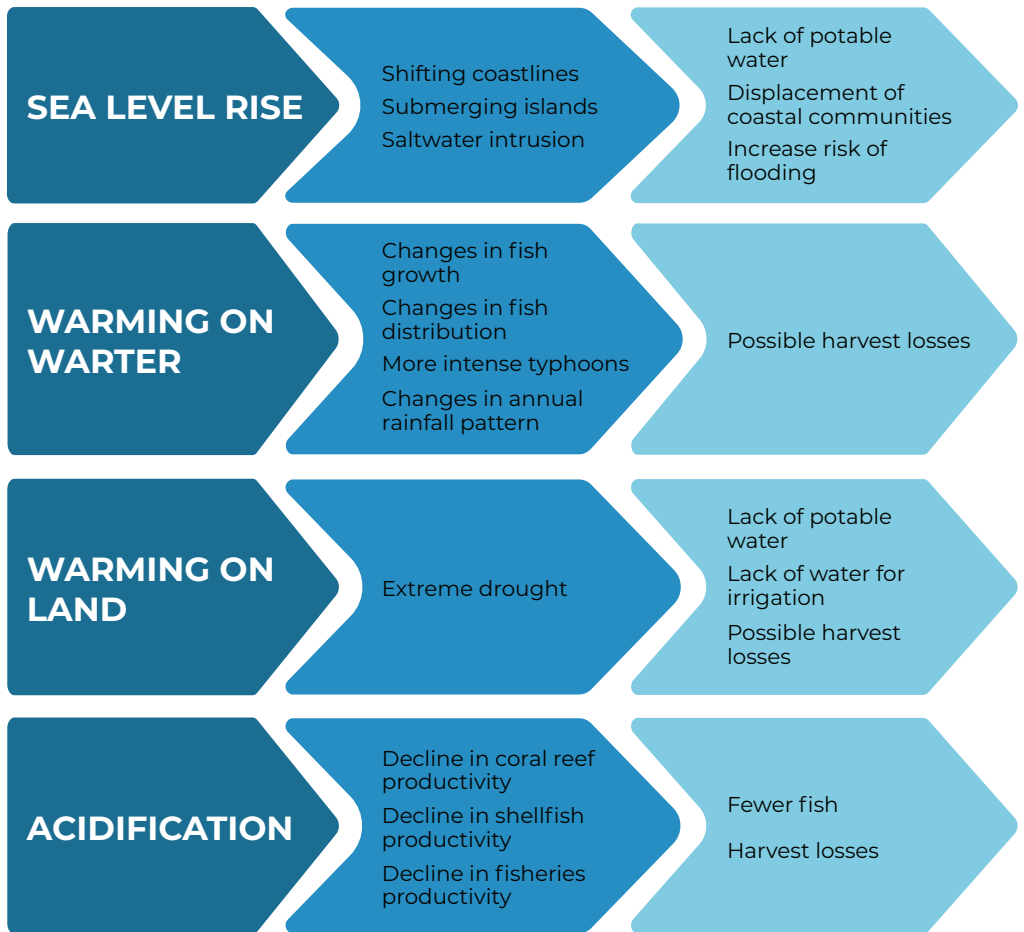 SEA LEVEL RISE
Shifting coastlines
Submerging islands
Saltwater intrusion
Lack of potable
water
Displacement of
coastal communities
Increase risk of
flooding
WARMING ON
WARTER
Changes in fish
growth
Changes in fish
distribution
More intense typhoons
Changes in annual
rainfall pattern
Possible harvest losses
WARMING ON
LAND
Extreme drought
Lack of potable
water
Lack of water for
irrigation
Possible harvest
losses
ACIDIFICATION
Decline in coral reef
productivity
Decline in shellfish
productivity
Decline in fisheries
productivity
Fewer fish
Harvest losses